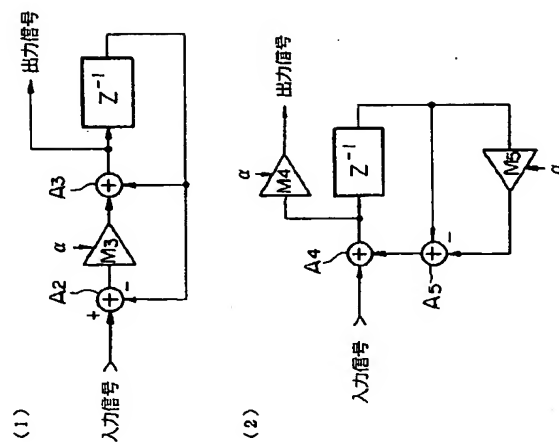 (1)
出力信号
A3
Z⁻¹
α
M3
A2
+
+
+
-
入力信号
(2)
出力信号
α
M4
Z⁻¹
A4
+
入力信号
+
-
A5
M5
α